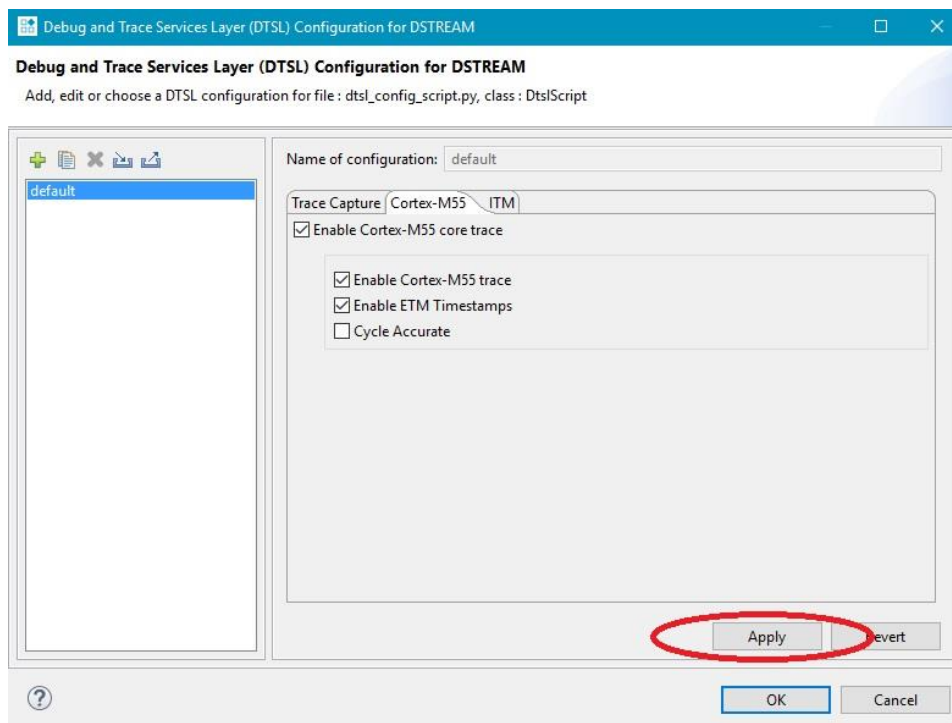 Debug and Trace Services Layer (DTSL) Configuration for DSTREAM
Debug and Trace Services Layer (DTSL) Configuration for DSTREAM
Add, edit or choose a DTSL configuration for file : dtsl_config_script.py, class : DtslScript
default
Name of configuration: default
Trace Capture Cortex-M55 ITM
Enable Cortex-M55 core trace
Enable Cortex-M55 trace
Enable ETM Timestamps
Cycle Accurate
Apply Revert
? OK Cancel